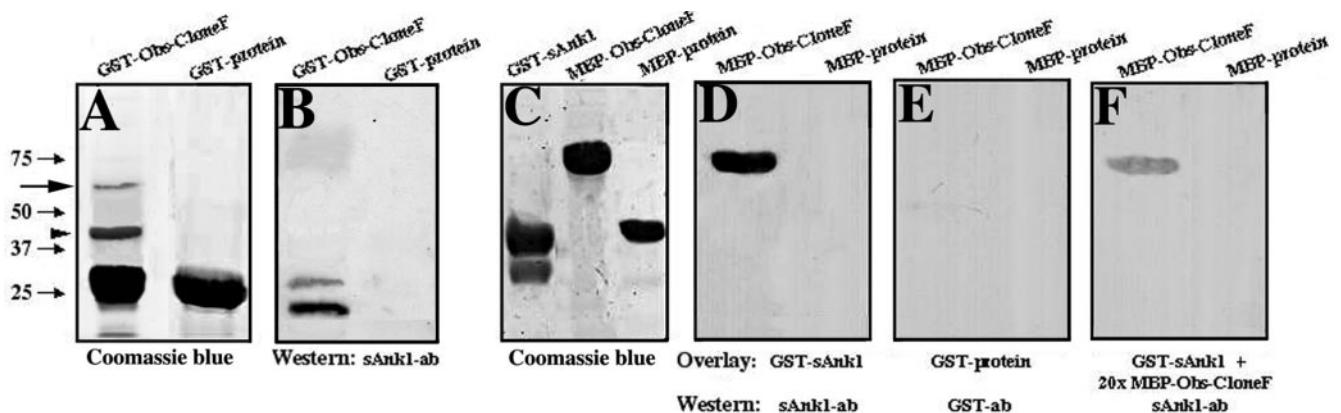 GST-Obs-CloneF GST-protein GST-Obs-CloneF GST-protein GST-sAnk1 MBP-Obs-CloneF MBP-protein MBP-Obs-CloneF MBP-protein MBP-Obs-CloneF MBP-protein MBP-Obs-CloneF MBP-protein
A B C D E F
75
50
37
25
Coomassie blue Western: sAnk1-ab Coomassie blue Overlay: GST-sAnk1 GST-protein GST-sAnk1 +
20x MBP-Obs-CloneF
Western: sAnk1-ab GST-ab sAnk1-ab